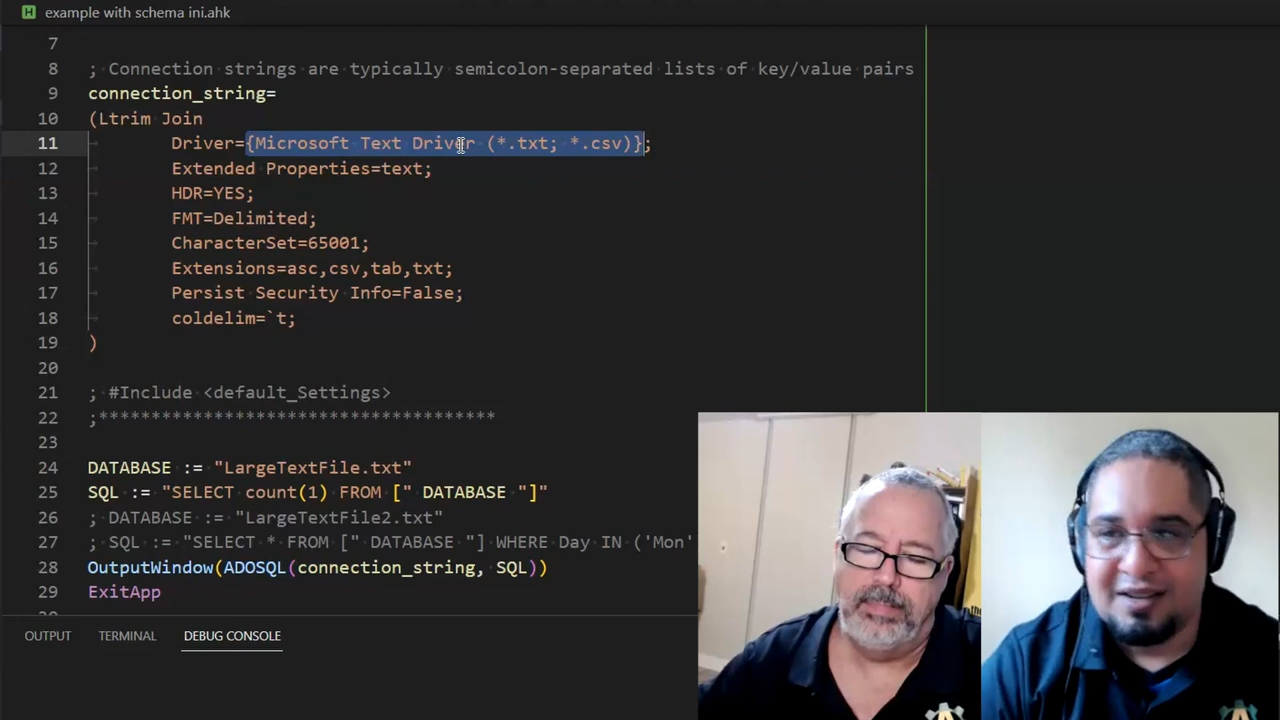 example with schema ini.ahk
7
8 ; Connection strings are typically semicolon-separated lists of key/value pairs
9 connection_string=
10 (Ltrim Join
11 Driver={Microsoft Text Driver (*.txt; *.csv)};
12 Extended Properties=text;
13 HDR=YES;
14 FMT=Delimited;
15 CharacterSet=65001;
16 Extensions=asc,csv,tab,txt;
17 Persist Security Info=False;
18 coldelim=`t;
19 )
20
21 ; #Include <default_Settings>
22 ;**************************************
23
24 DATABASE := "LargeTextFile.txt"
25 SQL := "SELECT count(1) FROM [" DATABASE "]"
26 ; DATABASE := "LargeTextFile2.txt"
27 ; SQL := "SELECT * FROM [" DATABASE "] WHERE Day IN ('Mon'
28 OutputWindow(ADOSQL(connection_string, SQL))
29 ExitApp
OUTPUT TERMINAL DEBUG CONSOLE